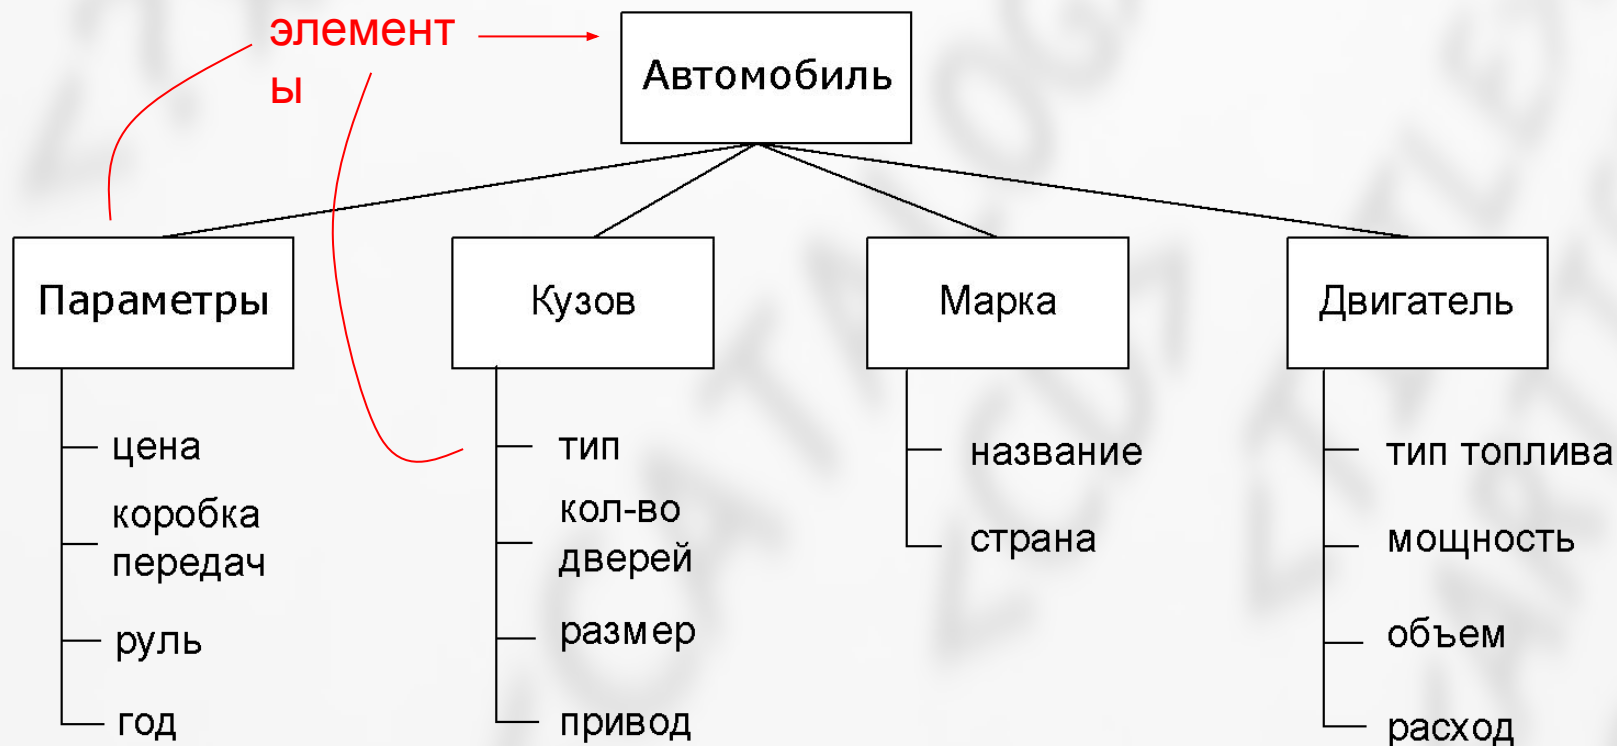 элемент
ы
Автомобиль
Параметры
Кузов
Марка
Двигатель
цена
коробка
передач
руль
год
тип
кол-во
дверей
размер
привод
название
страна
тип топлива
мощность
объем
расход